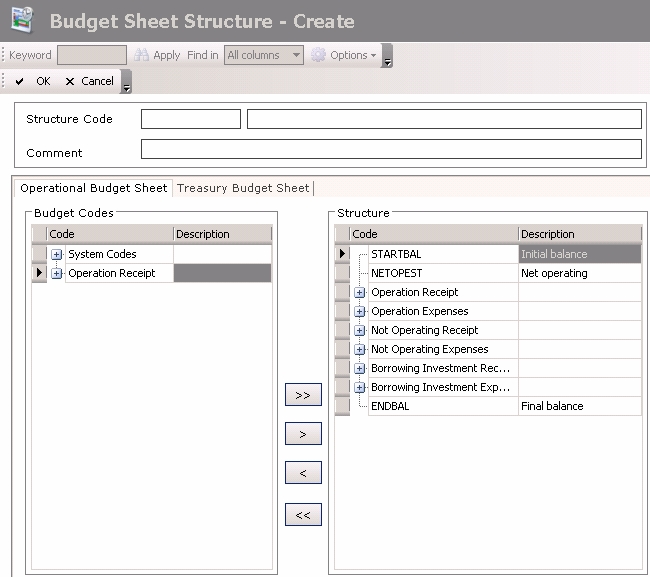 Budget Sheet Structure - Create
Keyword Apply Find in All columns Options
OK Cancel
Structure Code
Comment
Operational Budget Sheet Treasury Budget Sheet
Budget Codes
Code Description
System Codes
Operation Receipt
>>
>
<
<<
Structure
Code Description
STARTBAL Initial balance
NETOPEST Net operating
Operation Receipt
Operation Expenses
Not Operating Receipt
Not Operating Expenses
Borrowing Investment Rec...
Borrowing Investment Exp...
ENDBAL Final balance